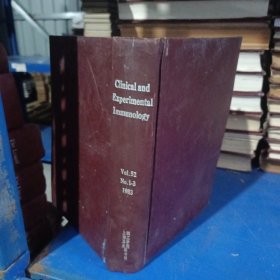 Clinical and
Experimental
Immunology
Vol. 52
No. 1-3
1983